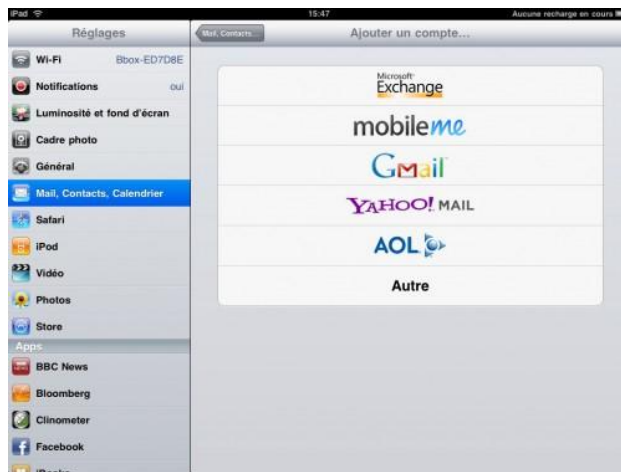 iPad
15:47
Aucune recharge en cours
Réglages
Mail, Contacts...
Ajouter un compte...
Wi-Fi
Bbox-ED7D8E
Notifications
oui
Luminosité et fond d'écran
Cadre photo
Général
Mail, Contacts, Calendrier
Safari
iPod
Vidéo
Photos
Store
Apps
BBC News
Bloomberg
Clinometer
Facebook
Microsoft
Exchange
mobileme
Gmail
YAHOO! MAIL
AOL
Autre